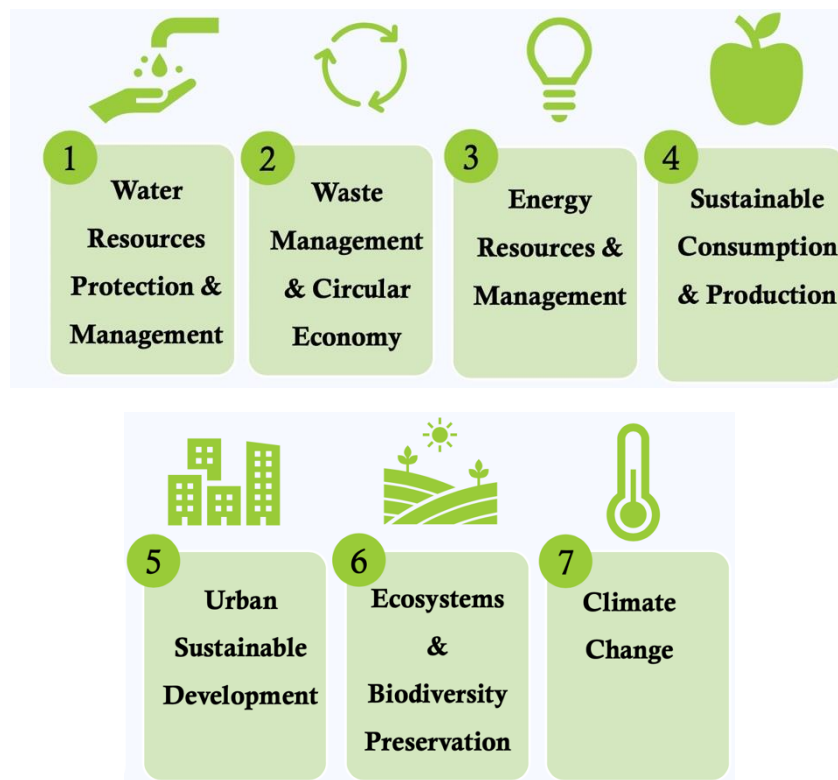 1
Water
Resources
Protection &
Management
2
Waste
Management
& Circular
Economy
3
Energy
Resources &
Management
4
Sustainable
Consumption
& Production
5
Urban
Sustainable
Development
6
Ecosystems
&
Biodiversity
Preservation
7
Climate
Change